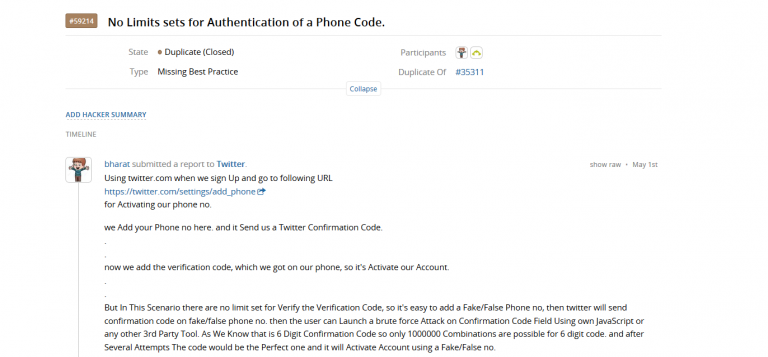 #59214 No Limits sets for Authentication of a Phone Code.
State Duplicate (Closed) Participants
Type Missing Best Practice Duplicate Of #35311
Collapse
ADD HACKER SUMMARY
TIMELINE
bharat submitted a report to Twitter. show raw • May 1st
Using twitter.com when we sign Up and go to following URL
https://twitter.com/settings/add_phone
for Activating our phone no.
we Add your Phone no here. and it Send us a Twitter Confirmation Code.
.
.
now we add the verification code, which we got on our phone, so it's Activate our Account.
.
.
But In This Scenario there are no limit set for Verify the Verification Code, so it's easy to add a Fake/False Phone no, then twitter will send
confirmation code on fake/false phone no. then the user can Launch a brute force Attack on Confirmation Code Field Using own JavaScript or
any other 3rd Party Tool. As We Know that is 6 Digit Confirmation Code so only 1000000 Combinations are possible for 6 digit code. and after
Several Attempts The code would be the Perfect one and it will Activate Account using a Fake/False no.